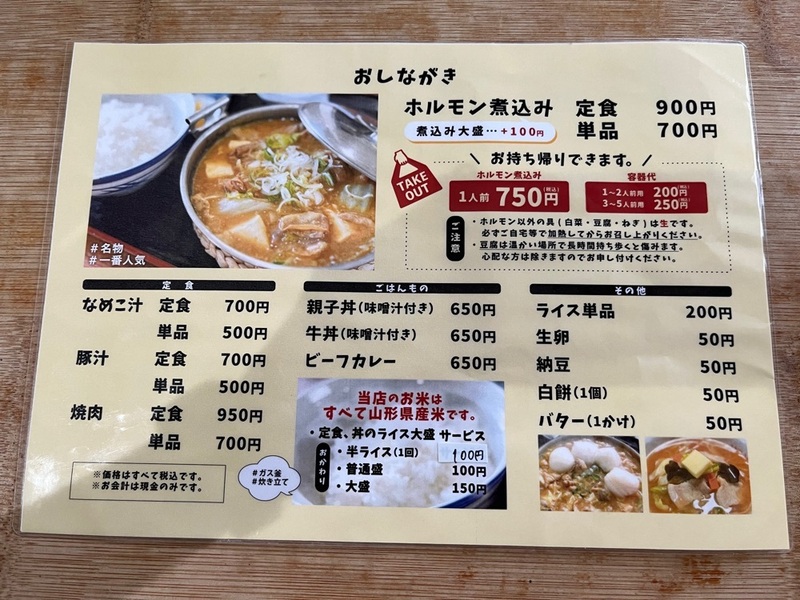 おしながき
ホルモン煮込み 定食 900円
煮込み大盛…+100円 単品 700円
#名物
#一番人気
TAKE OUT
\ お持ち帰りできます。 /
ホルモン煮込み
1人前 750円(税込)
容器代
1〜2人前用 200円(税込)
3〜5人前用 250円(税込)
ご注意
・ホルモン以外の具(白菜・豆腐・ねぎ)は生です。
必ずご自宅等で加熱してからお召し上がりください。
・豆腐は温かい場所で長時間持ち歩くと傷みます。
心配な方は除きますのでお申し付けください。
定食
なめこ汁 定食 700円
単品 500円
豚汁 定食 700円
単品 500円
焼肉 定食 950円
単品 700円
※価格はすべて税込です。
※お会計は現金のみです。
#ガス釜
#炊き立て
ごはんもの
親子丼(味噌汁付き) 650円
牛丼(味噌汁付き) 650円
ビーフカレー 650円
当店のお米は
すべて山形県産米です。
・定食、丼のライス大盛 サービス
おかわり
・半ライス(1回) 100円
・普通盛 100円
・大盛 150円
その他
ライス単品 200円
生卵 50円
納豆 50円
白餅(1個) 50円
バター(1かけ) 50円